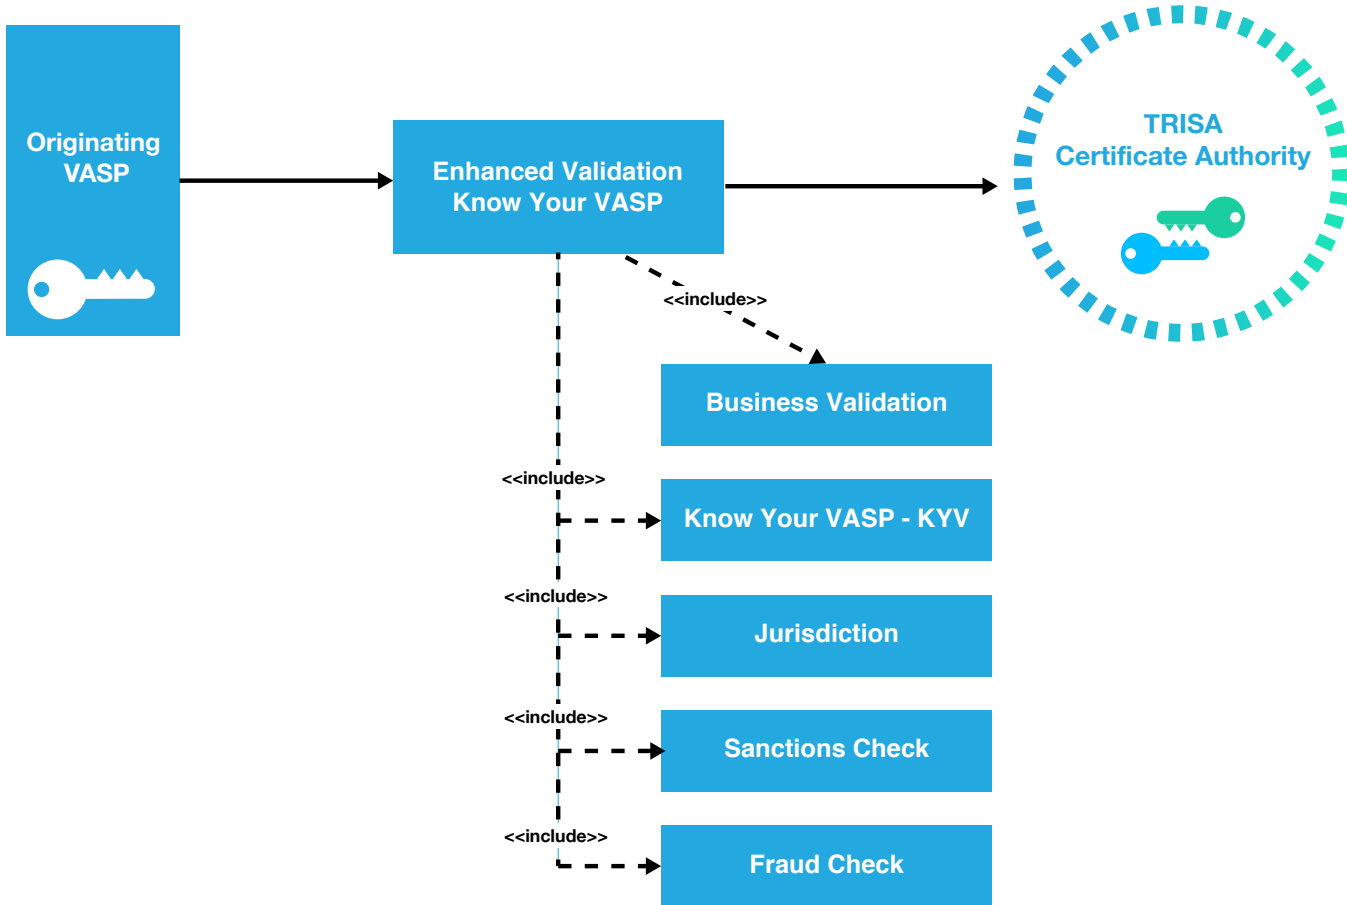 Originating
VASP
Enhanced Validation
Know Your VASP
TRISA
Certificate Authority
<<include>>
Business Validation
<<include>>
Know Your VASP - KYV
<<include>>
Jurisdiction
<<include>>
Sanctions Check
<<include>>
Fraud Check